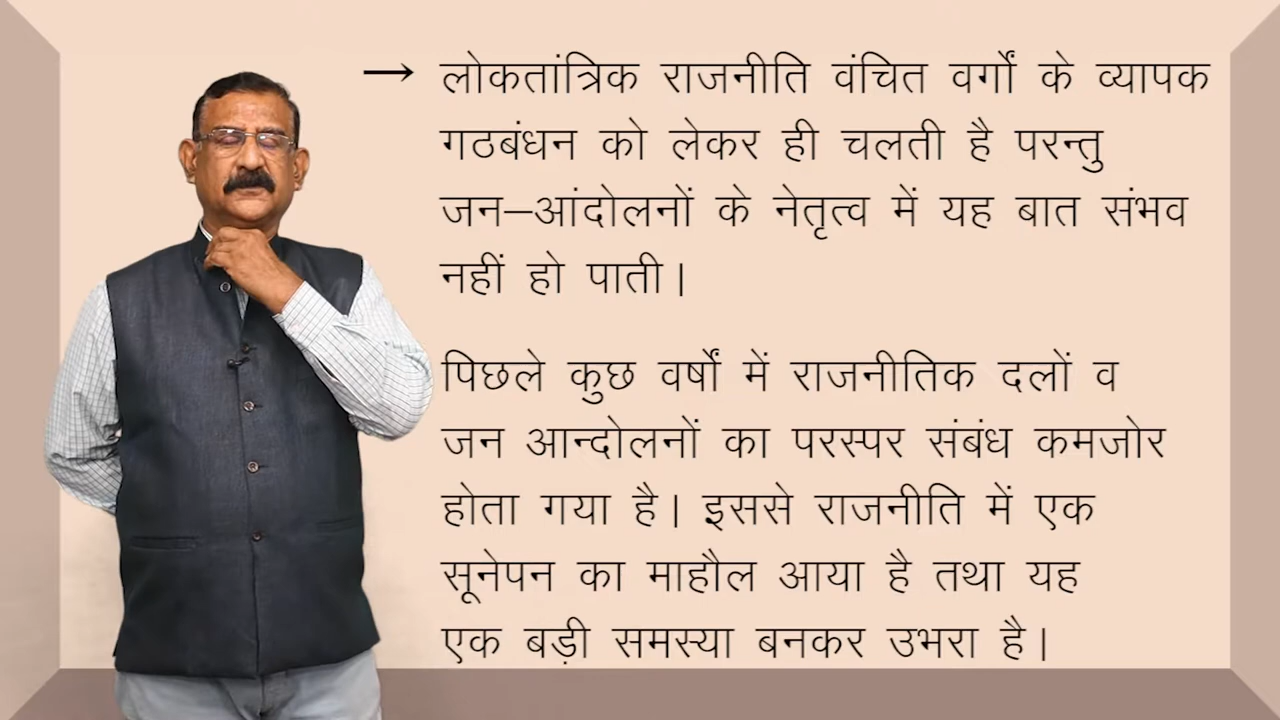 → लोकतांत्रिक राजनीति वंचित वर्गों के व्यापक
गठबंधन को लेकर ही चलती है परन्तु
जन–आंदोलनों के नेतृत्व में यह बात संभव
नहीं हो पाती।
पिछले कुछ वर्षों में राजनीतिक दलों व
जन आन्दोलनों का परस्पर संबंध कमजोर
होता गया है। इससे राजनीति में एक
सूनेपन का माहौल आया है तथा यह
एक बड़ी समस्या बनकर उभरा है।